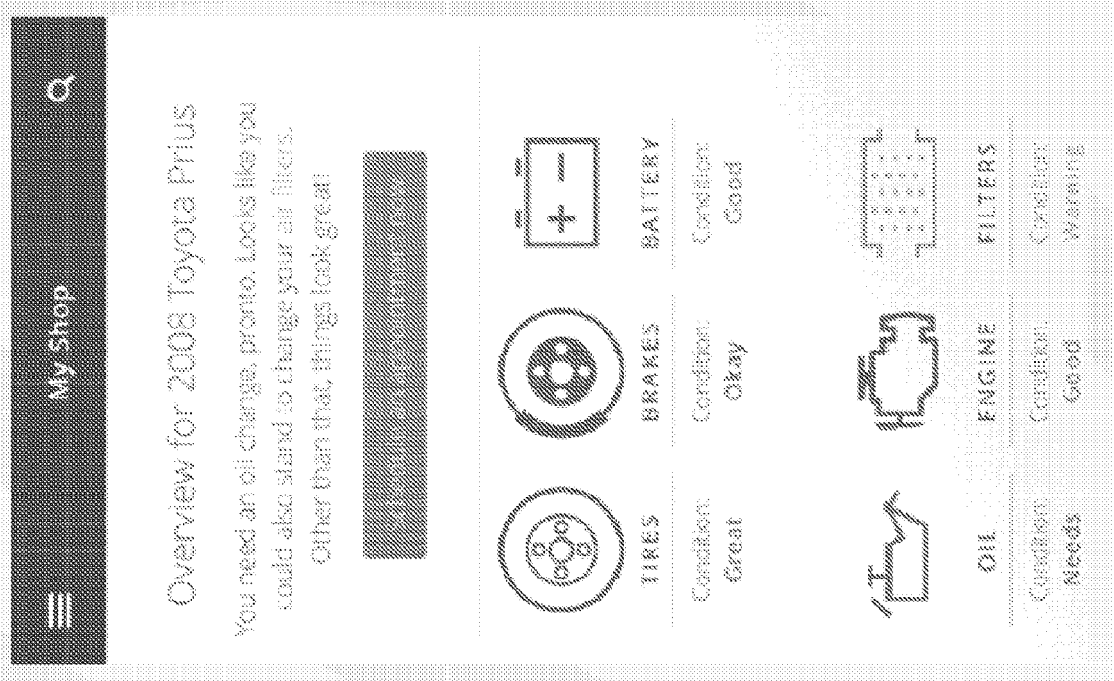 My Shop
Overview for 2008 Toyota Prius
You need an oil change, pronto. Looks like you
could also stand to change your air filters.
Other than that, things look great!
TIRES
Condition:
Great
BRAKES
Condition:
Okay
BATTERY
Condition:
Good
OIL
Condition:
Needs
ENGINE
Condition:
Good
FILTERS
Condition:
Warning